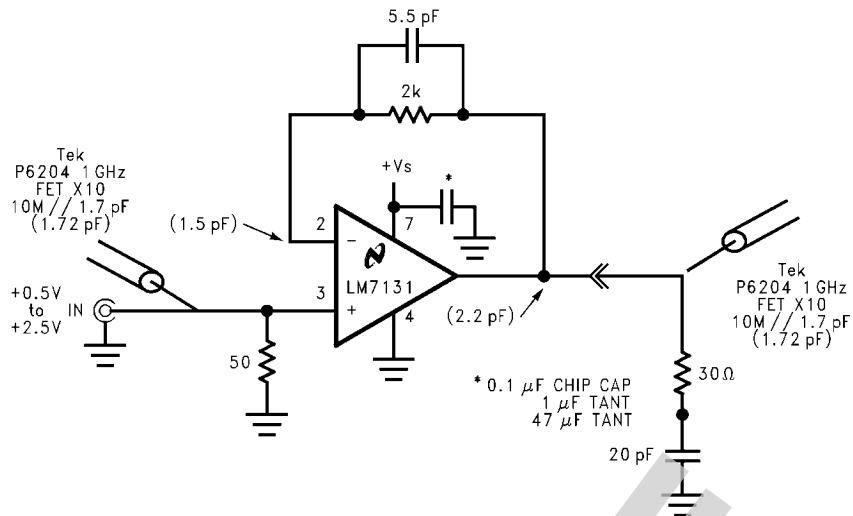 5.5 pF
2k
Tek
P6204 1 GHz
FET X10
10M // 1.7 pF
(1.72 pF)
+Vs
*
(1.5 pF)
2
7
-
LM7131
3
+
4
+0.5V
to
+2.5V
IN
50
(2.2 pF)
Tek
P6204 1 GHz
FET X10
10M // 1.7 pF
(1.72 pF)
30Ω
* 0.1 μF CHIP CAP
1 μF TANT
47 μF TANT
20 pF